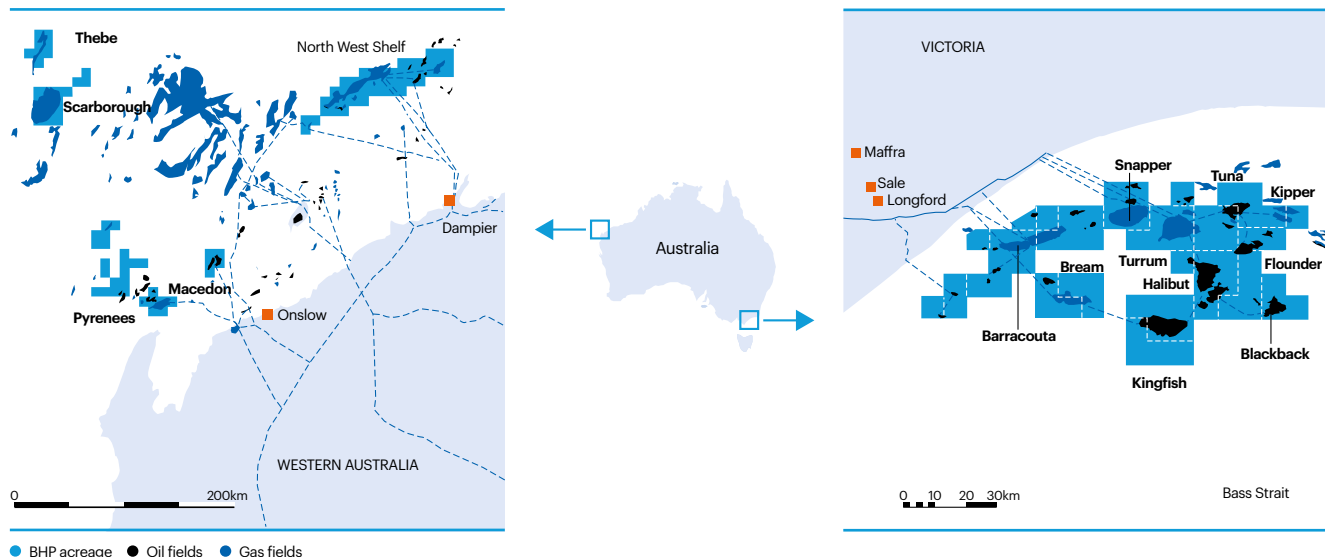 Thebe
North West Shelf
Scarborough
Dampier
Macedon
Pyrenees
Onslow
WESTERN AUSTRALIA
0 200km
Australia
VICTORIA
Maffra
Sale
Longford
Snapper
Tuna
Kipper
Bream
Turrum
Flounder
Halibut
Barracouta
Blackback
Kingfish
0 10 20 30km
Bass Strait
BHP acreage Oil fields Gas fields